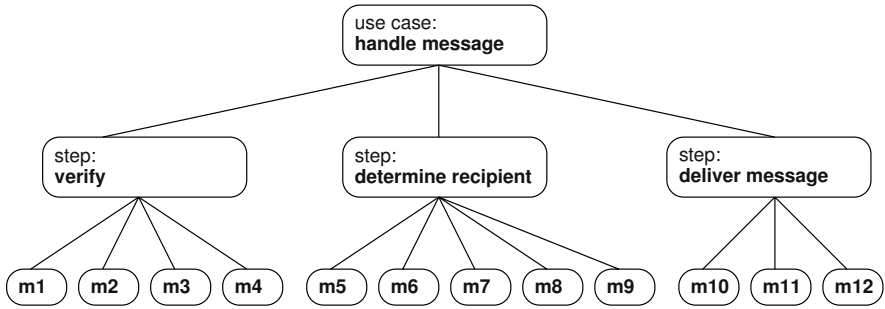 use case:
handle message
step:
verify
step:
determine recipient
step:
deliver message
m1 m2 m3 m4 m5 m6 m7 m8 m9 m10 m11 m12